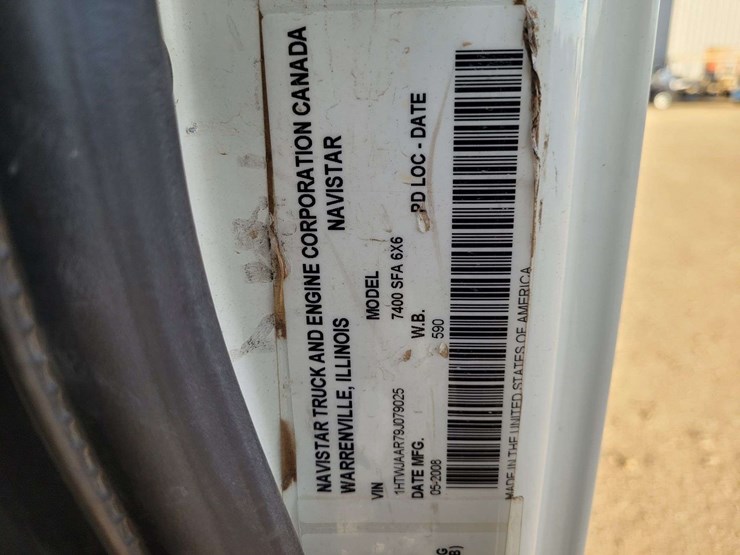 NAVISTAR TRUCK AND ENGINE CORPORATION CANADA
WARRENVILLE, ILLINOIS NAVISTAR
VIN MODEL
1HTWJAAR79J079025 7400 SFA 6X6
DATE MFG. W.B. PD LOC - DATE
05-2008 590
MADE IN THE UNITED STATES OF AMERICA